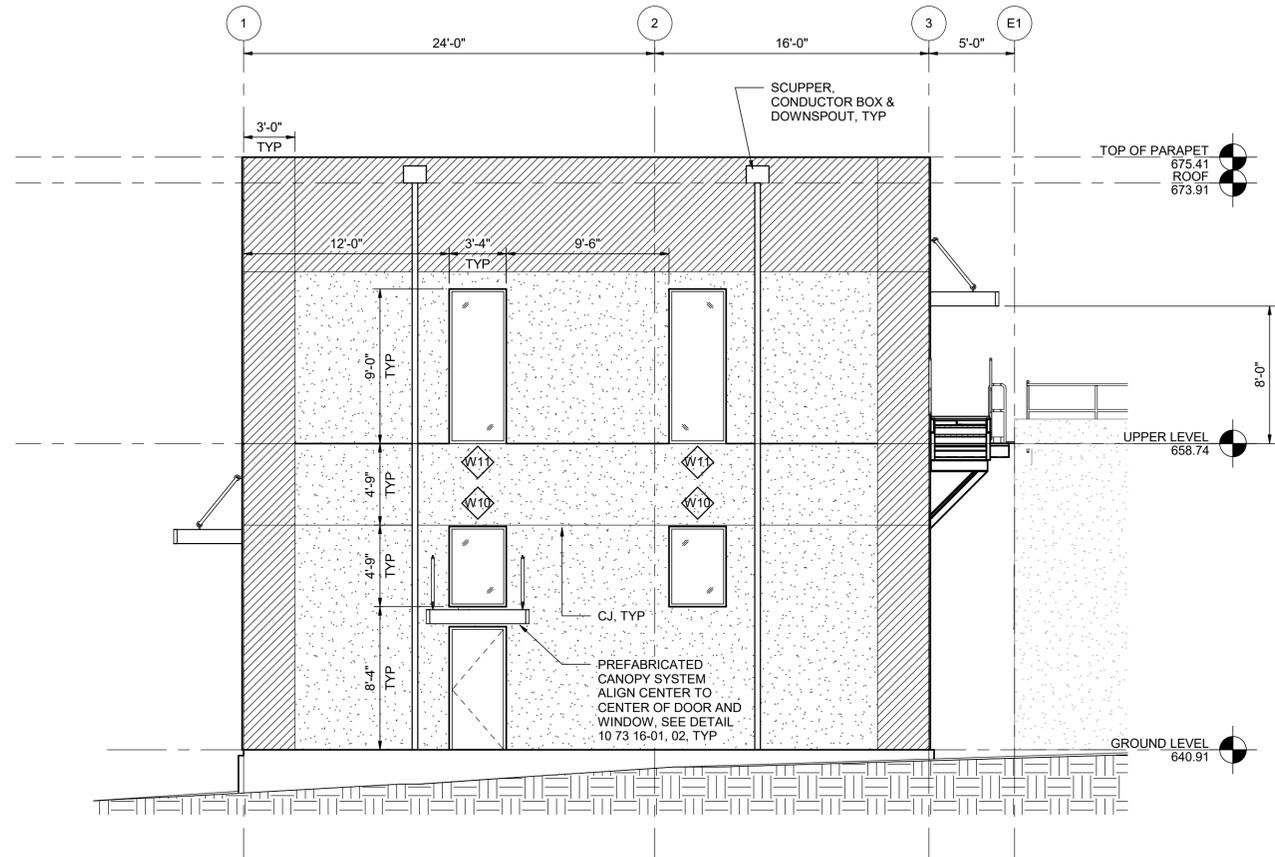 1
2
3
E1
24'-0"
16'-0"
5'-0"
SCUPPER,
CONDUCTOR BOX &
DOWNSPOUT, TYP
3'-0"
TYP
TOP OF PARAPET
675.41
ROOF
673.91
12'-0"
3'-4"
TYP
9'-6"
9'-0"
TYP
8'-0"
UPPER LEVEL
658.74
W11
W11
4'-9"
TYP
W10
W10
4'-9"
TYP
CJ, TYP
8'-4"
TYP
PREFABRICATED
CANOPY SYSTEM
ALIGN CENTER TO
CENTER OF DOOR AND
WINDOW, SEE DETAIL
10 73 16-01, 02, TYP
GROUND LEVEL
640.91